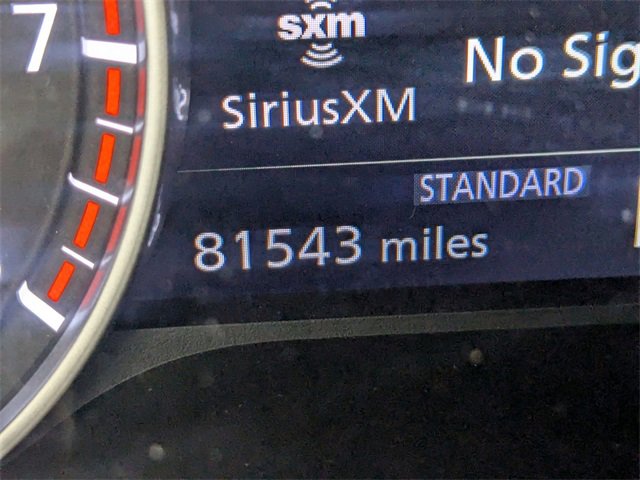 7
sxm
No Sig
SiriusXM
STANDARD
81543 miles